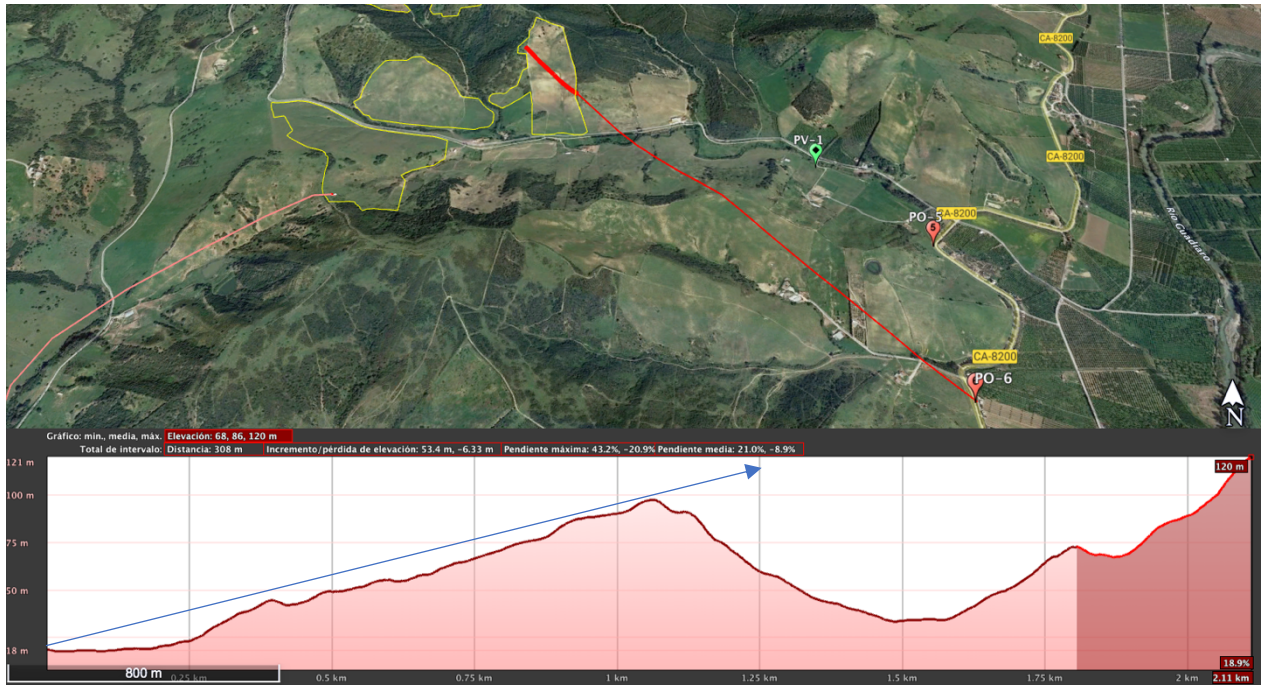 CA-8200
PV-1
CA-8200
PO-5
5
CA-8200
Río Guadiaro
CA-8200
PO-6
N
Gráfico: min., media, máx. Elevación: 68, 86, 120 m
Total de intervalo: Distancia: 308 m Incremento/pérdida de elevación: 53.4 m, -6.33 m Pendiente máxima: 43.2%, -20.9% Pendiente media: 21.0%, -8.9%
121 m
120 m
100 m
75 m
50 m
18 m
18.9%
800 m
0.25 km 0.5 km 0.75 km 1 km 1.25 km 1.5 km 1.75 km 2 km 2.11 km